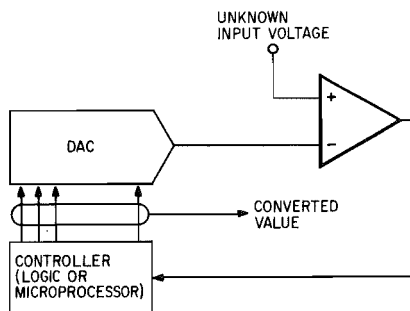 UNKNOWN
INPUT VOLTAGE
+
DAC
−
CONVERTED
VALUE
CONTROLLER
(LOGIC OR
MICROPROCESSOR)